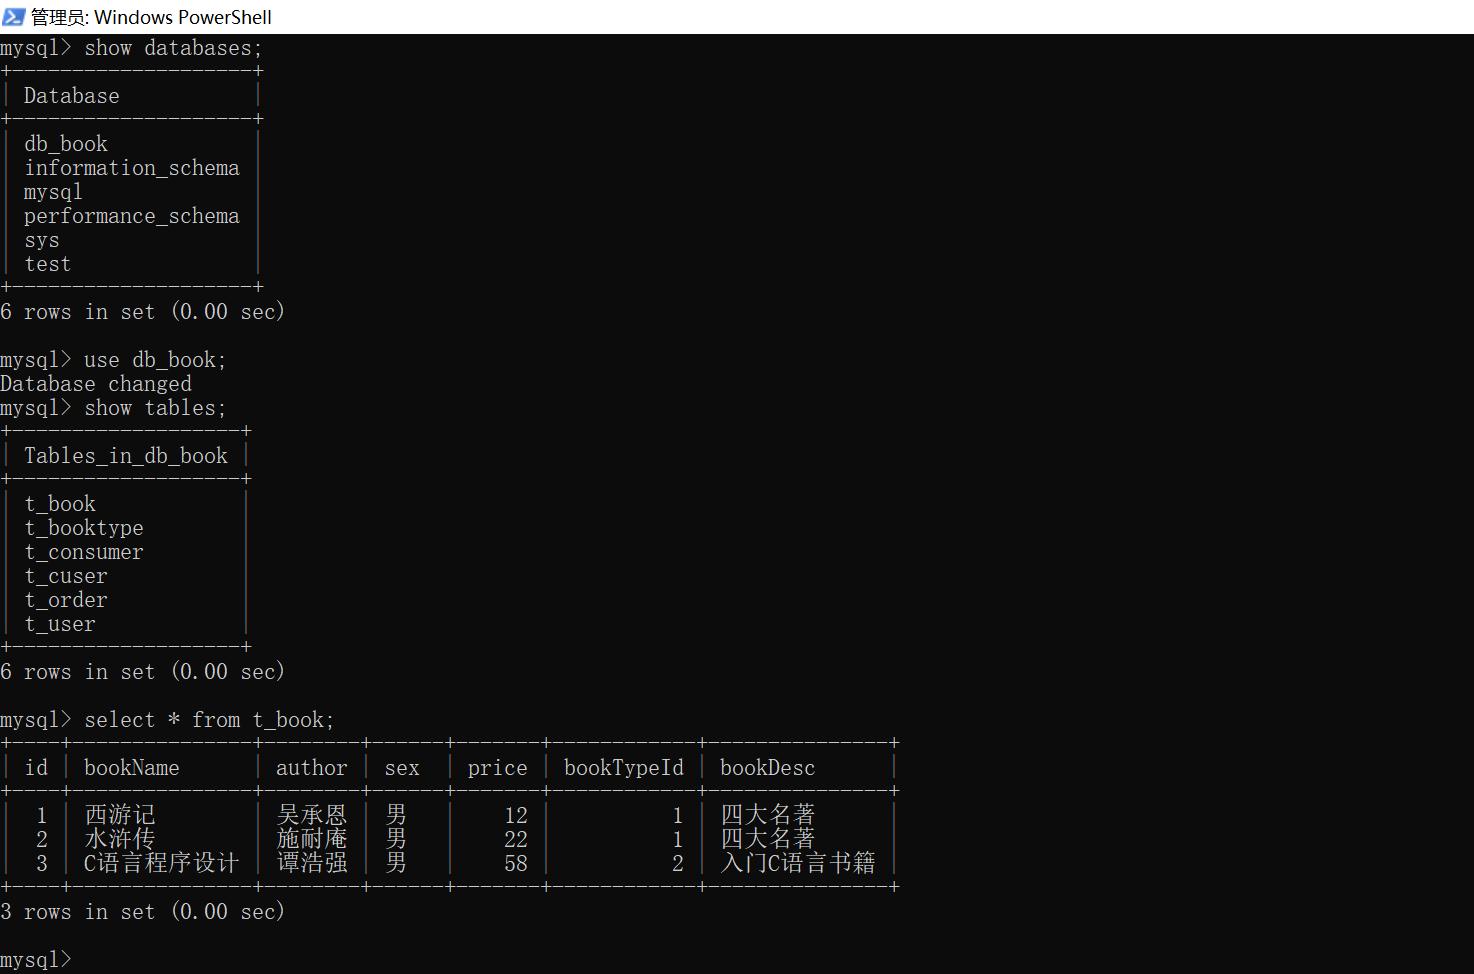 管理员: Windows PowerShell
mysql> show databases;
+--------------------+
| Database           |
+--------------------+
| db_book            |
| information_schema |
| mysql              |
| performance_schema |
| sys                |
| test               |
+--------------------+
6 rows in set (0.00 sec)

mysql> use db_book;
Database changed
mysql> show tables;
+-------------------+
| Tables_in_db_book |
+-------------------+
| t_book            |
| t_booktype        |
| t_consumer        |
| t_cuser           |
| t_order           |
| t_user            |
+-------------------+
6 rows in set (0.00 sec)

mysql> select * from t_book;
+----+---------------+--------+------+-------+------------+---------------+
| id | bookName      | author | sex  | price | bookTypeId | bookDesc      |
+----+---------------+--------+------+-------+------------+---------------+
|  1 | 西游记        | 吴承恩 | 男   |    12 |          1 | 四大名著      |
|  2 | 水浒传        | 施耐庵 | 男   |    22 |          1 | 四大名著      |
|  3 | C语言程序设计 | 谭浩强 | 男   |    58 |          2 | 入门C语言书籍 |
+----+---------------+--------+------+-------+------------+---------------+
3 rows in set (0.00 sec)

mysql>